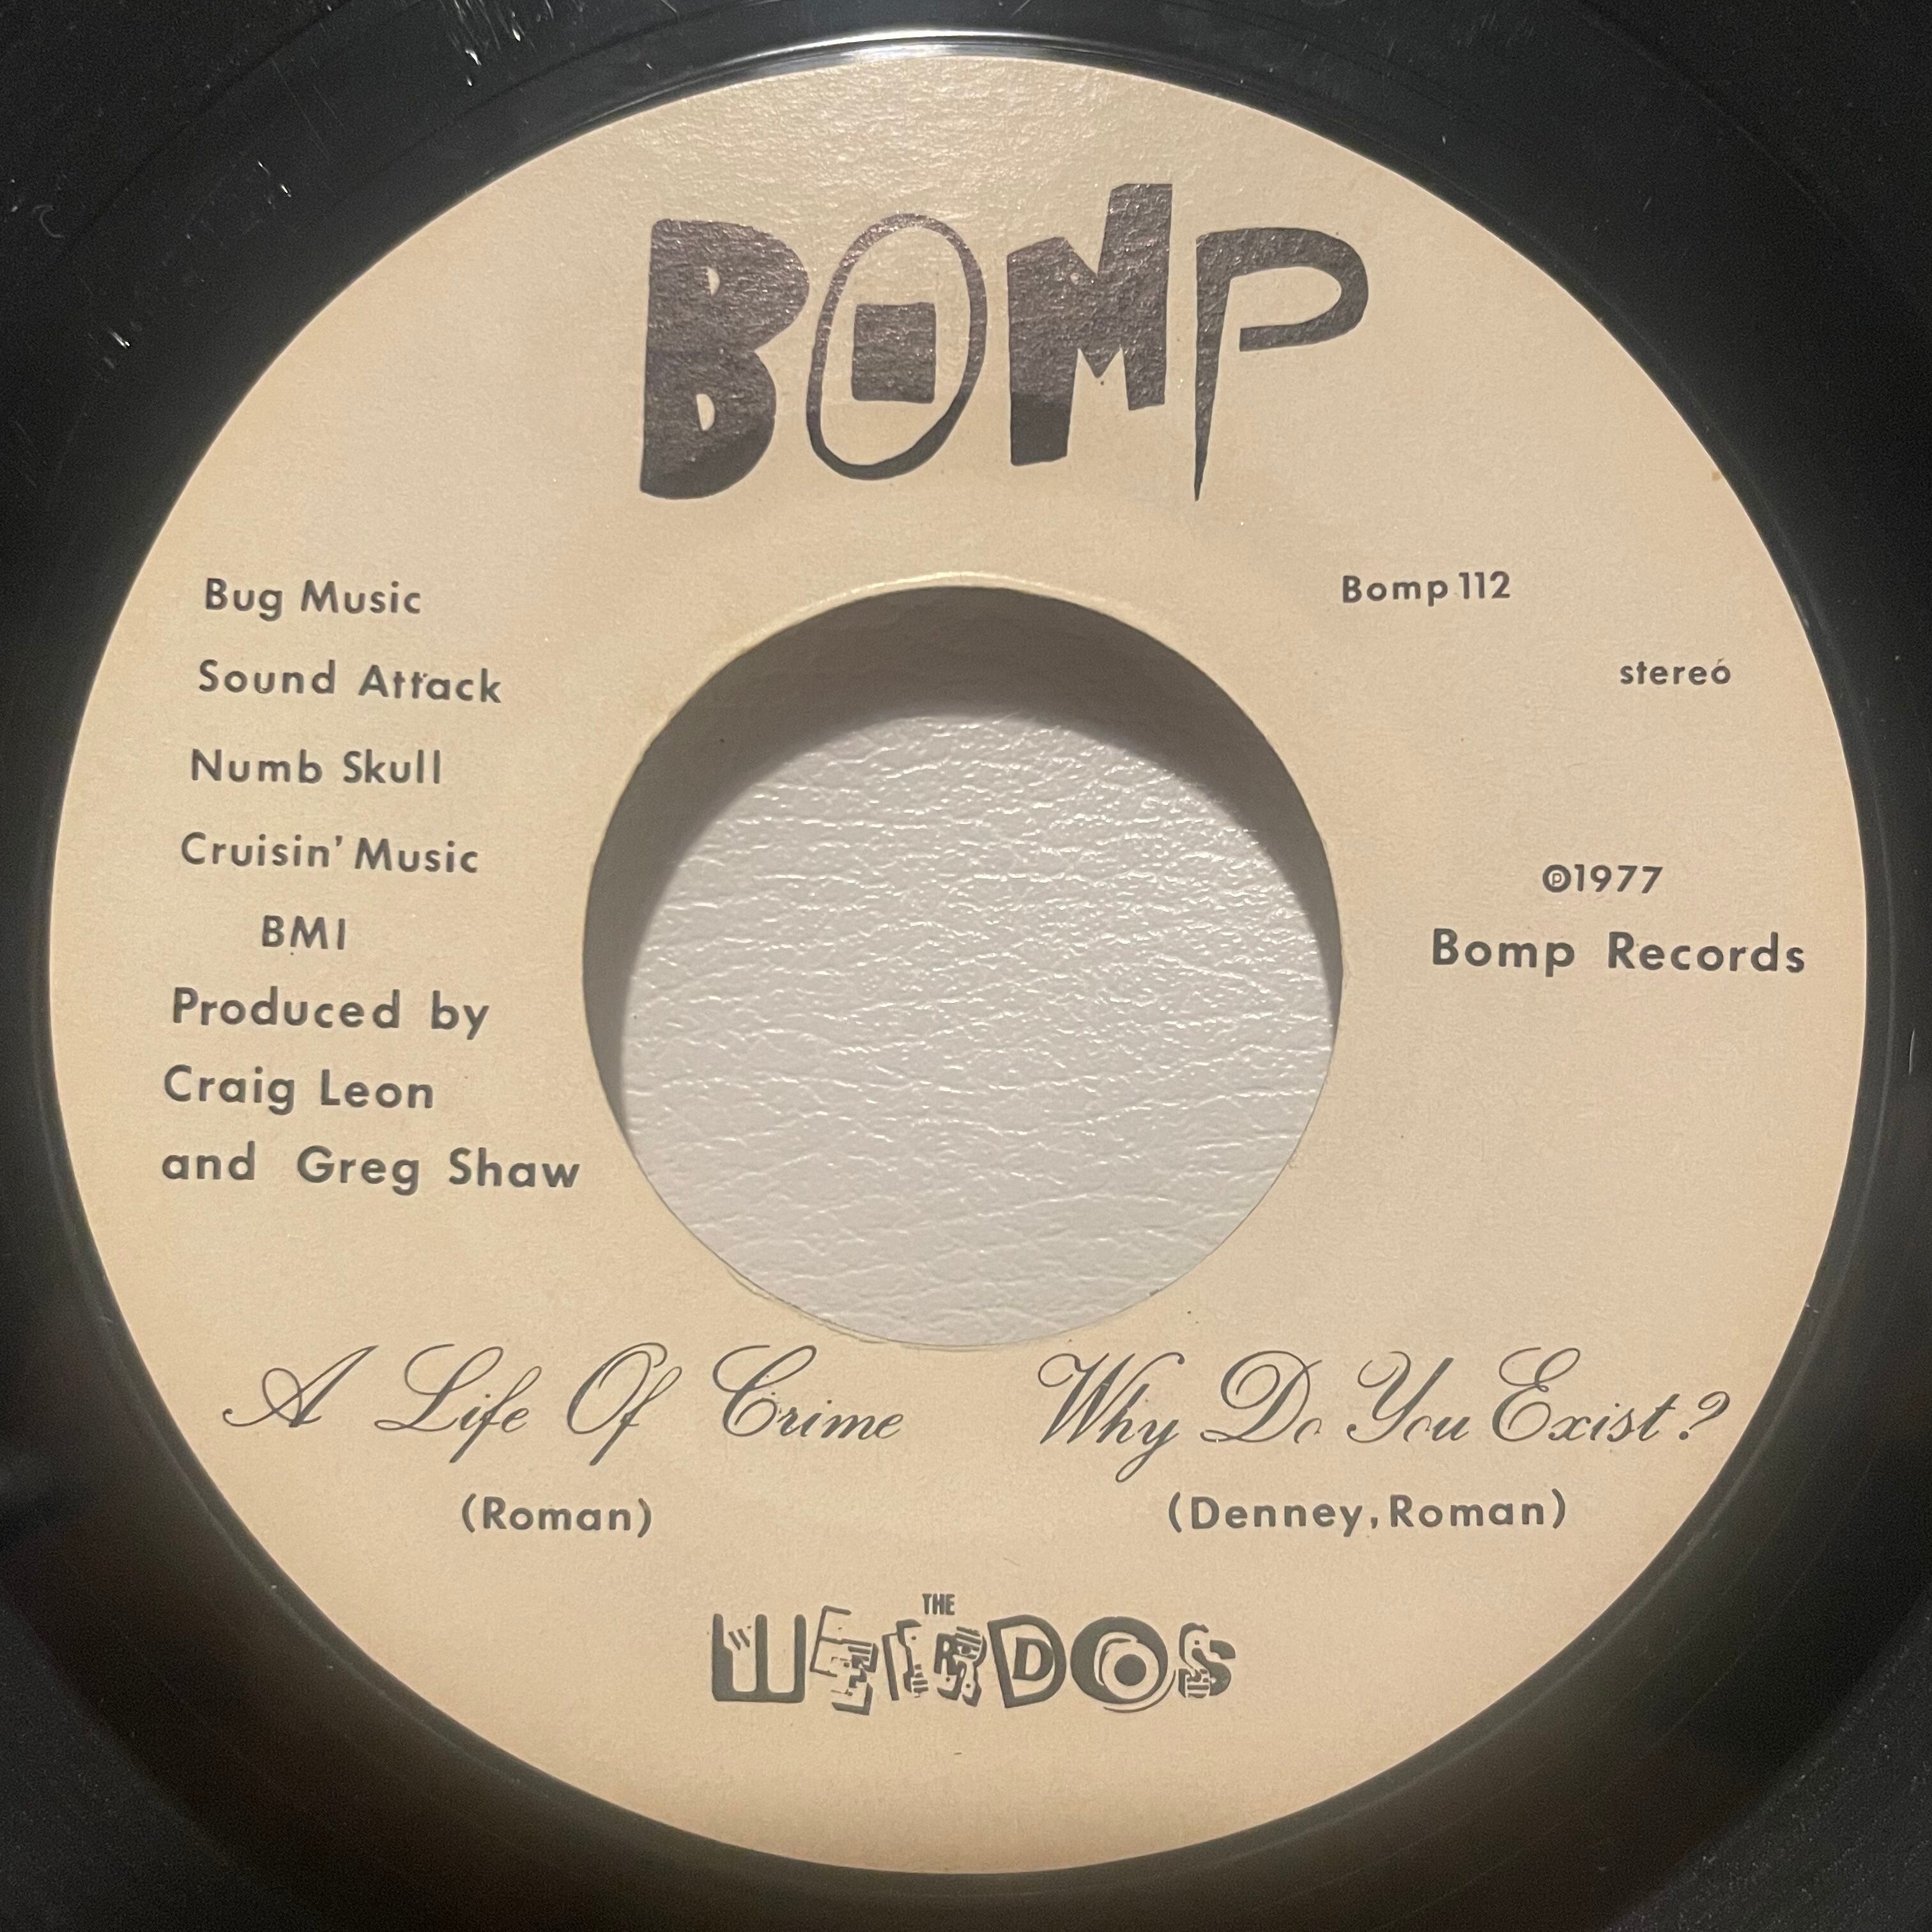 BOMP
Bug Music
Sound Attack
Numb Skull
Cruisin' Music
BMI
Produced by
Craig Leon
and Greg Shaw
Bomp 112
stereo
℗1977
Bomp Records
A Life Of Crime
(Roman)
Why Do You Exist?
(Denney, Roman)
THE
WEIRDOS